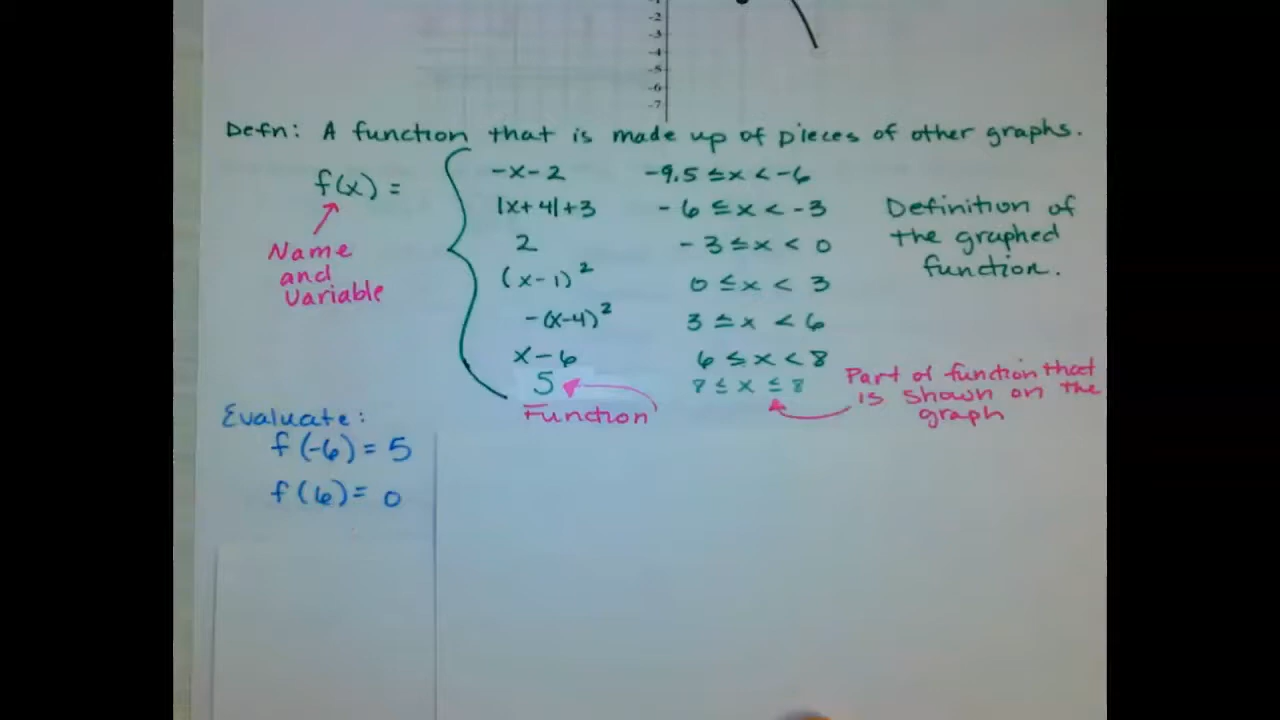 -2
-3
-4
-5
-6
-7
Defn: A function that is made up of pieces of other graphs.
f(x) =
Name
and
Variable
-x-2 -9.5 ≤ x < -6
|x+4|+3 -6 ≤ x < -3
2 -3 ≤ x < 0
(x-1)² 0 ≤ x < 3
-(x-4)² 3 ≤ x < 6
x-6 6 ≤ x < 8
5 8 ≤ x ≤ 8
Function
Definition of
the graphed
function.
Part of function that
is shown on the
graph
Evaluate:
f(-6) = 5
f(6) = 0